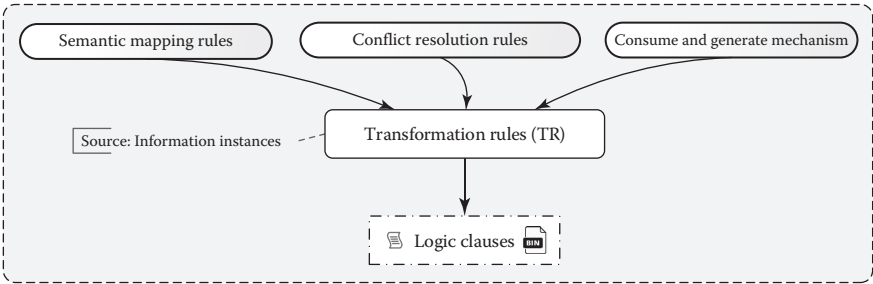 Semantic mapping rules
Conflict resolution rules
Consume and generate mechanism
Transformation rules (TR)
Source: Information instances
Logic clauses
BIN